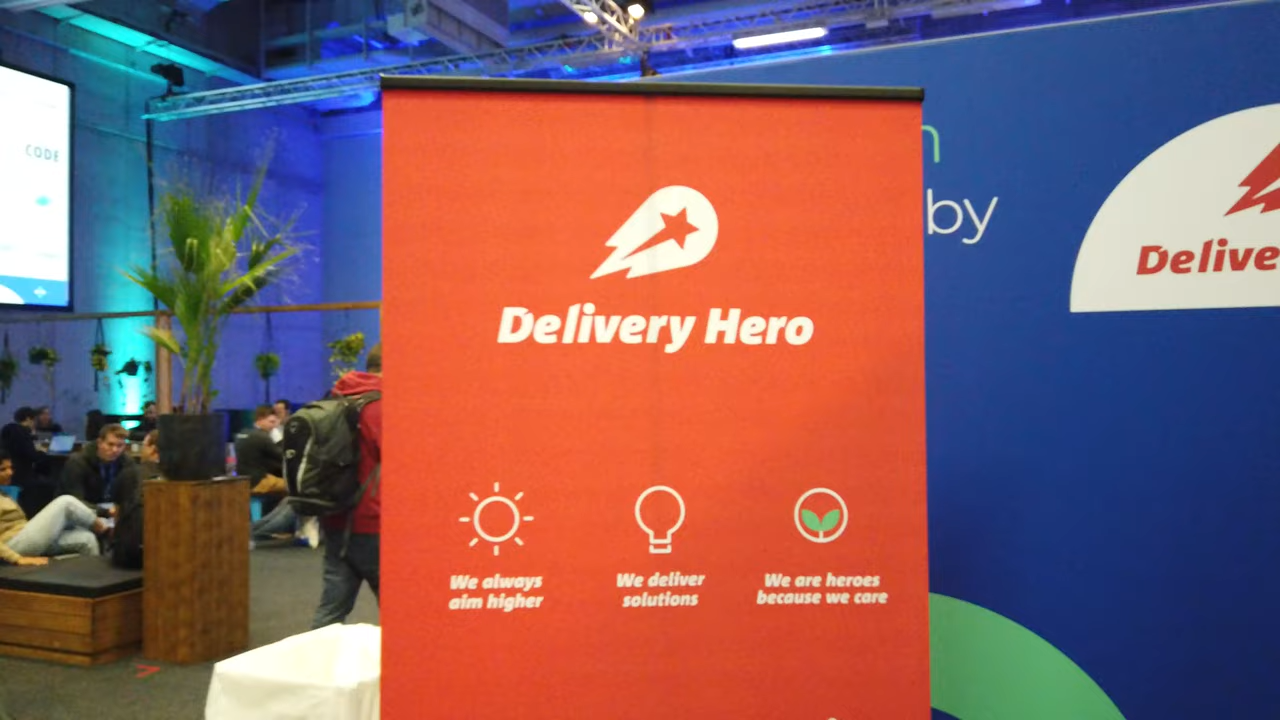 CODE
by
Delive
Delivery Hero
We always
aim higher
We deliver
solutions
We are heroes
because we care